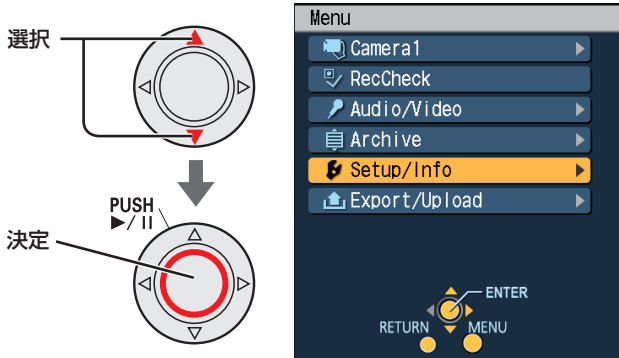 選択
PUSH
▶/II
決定
Menu
Camera1
RecCheck
Audio/Video
Archive
Setup/Info
Export/Upload
ENTER
RETURN MENU